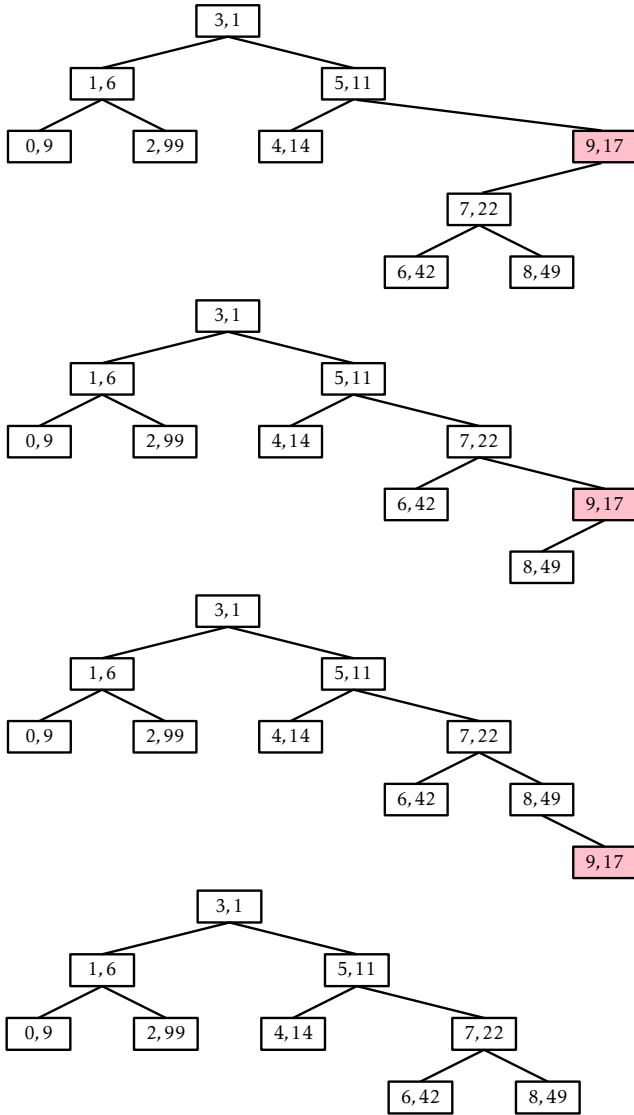 3, 1
1, 6 5, 11
0, 9 2, 99 4, 14 9, 17
7, 22
6, 42 8, 49
3, 1
1, 6 5, 11
0, 9 2, 99 4, 14 7, 22
6, 42 9, 17
8, 49
3, 1
1, 6 5, 11
0, 9 2, 99 4, 14 7, 22
6, 42 8, 49
9, 17
3, 1
1, 6 5, 11
0, 9 2, 99 4, 14 7, 22
6, 42 8, 49